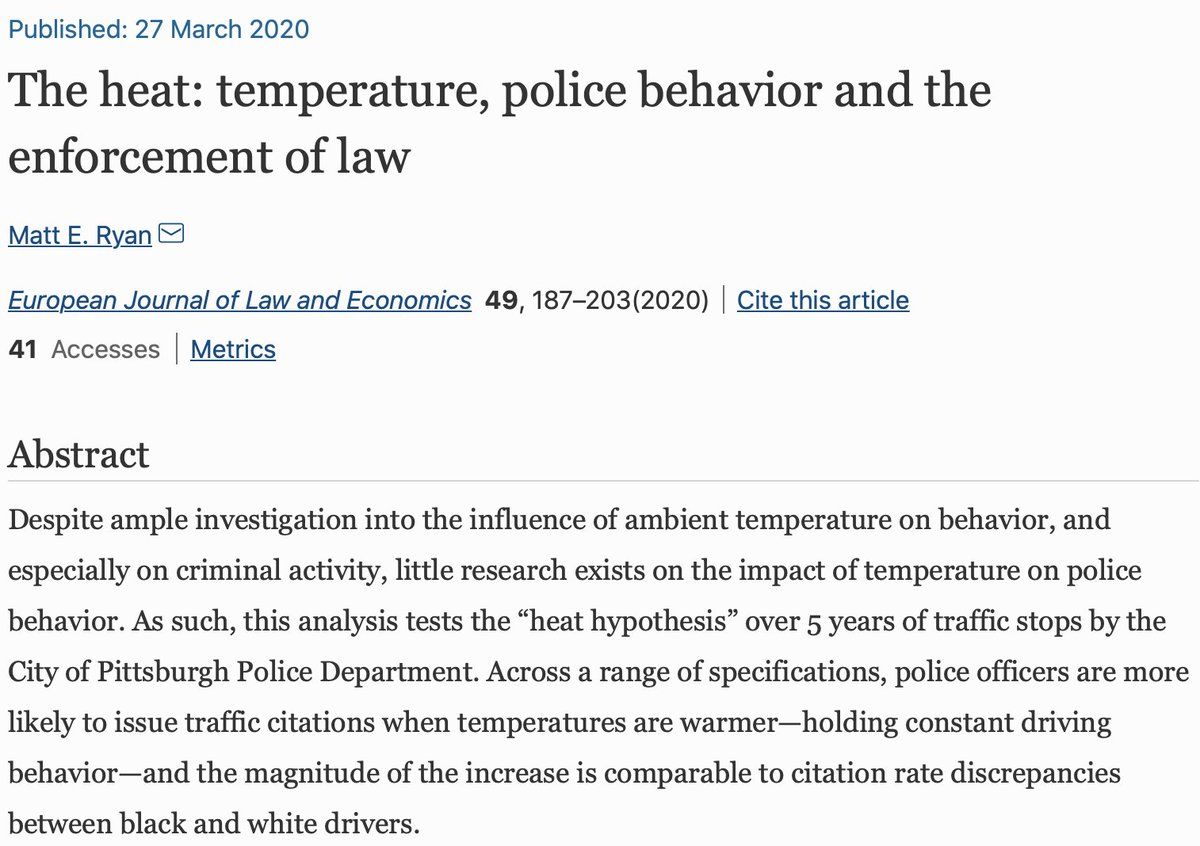 Published: 27 March 2020
The heat: temperature, police behavior and the
enforcement of law
Matt E. Ryan
European Journal of Law and Economics 49, 187–203(2020) | Cite this article
41 Accesses | Metrics
Abstract
Despite ample investigation into the influence of ambient temperature on behavior, and
especially on criminal activity, little research exists on the impact of temperature on police
behavior. As such, this analysis tests the “heat hypothesis” over 5 years of traffic stops by the
City of Pittsburgh Police Department. Across a range of specifications, police officers are more
likely to issue traffic citations when temperatures are warmer—holding constant driving
behavior—and the magnitude of the increase is comparable to citation rate discrepancies
between black and white drivers.